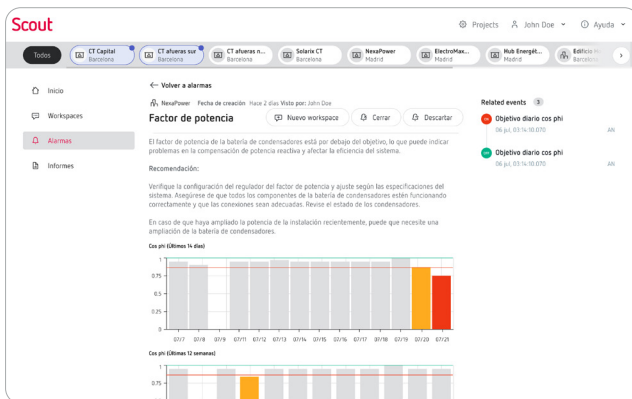 Scout
Projects John Doe Ayuda
Todos
CT Capital
Barcelona
CT afueras sur
Barcelona
CT afueras n...
Barcelona
Solarix CT
Barcelona
NexaPower
Madrid
ElectroMax...
Madrid
Hub Energét...
Madrid
Edificio
Barcelona
Inicio
Workspaces
Alarmas
Informes
← Volver a alarmas
NexaPower Fecha de creación Hace 2 días Visto por: John Doe
Factor de potencia
Nuevo workspace
Cerrar
Descartar
El factor de potencia de la batería de condensadores está por debajo del objetivo, lo que puede indicar
problemas en la compensación de potencia reactiva y afectar la eficiencia del sistema.
Recomendación:
Verifique la configuración del regulador del factor de potencia y ajuste según las especificaciones del
sistema. Asegúrese de que todos los componentes de la batería de condensadores estén funcionando
correctamente y que las conexiones sean adecuadas. Revise el estado de los condensadores.
En caso de que haya ampliado la potencia de la instalación recientemente, puede que necesite una
ampliación de la batería de condensadores.
Cos phi (Últimos 14 días)
1
0.75
0.5
0.25
0
07/7 07/8 07/9 07/11 07/12 07/13 07/14 07/15 07/16 07/17 07/18 07/19 07/20 07/21
Cos phi (Últimas 12 semanas)
1
0.75
Related events 3
ON
Objetivo diario cos phi
06 jul, 03:14:10.070 AN
OFF
Objetivo diario cos phi
06 jul, 03:14:10.070 AN